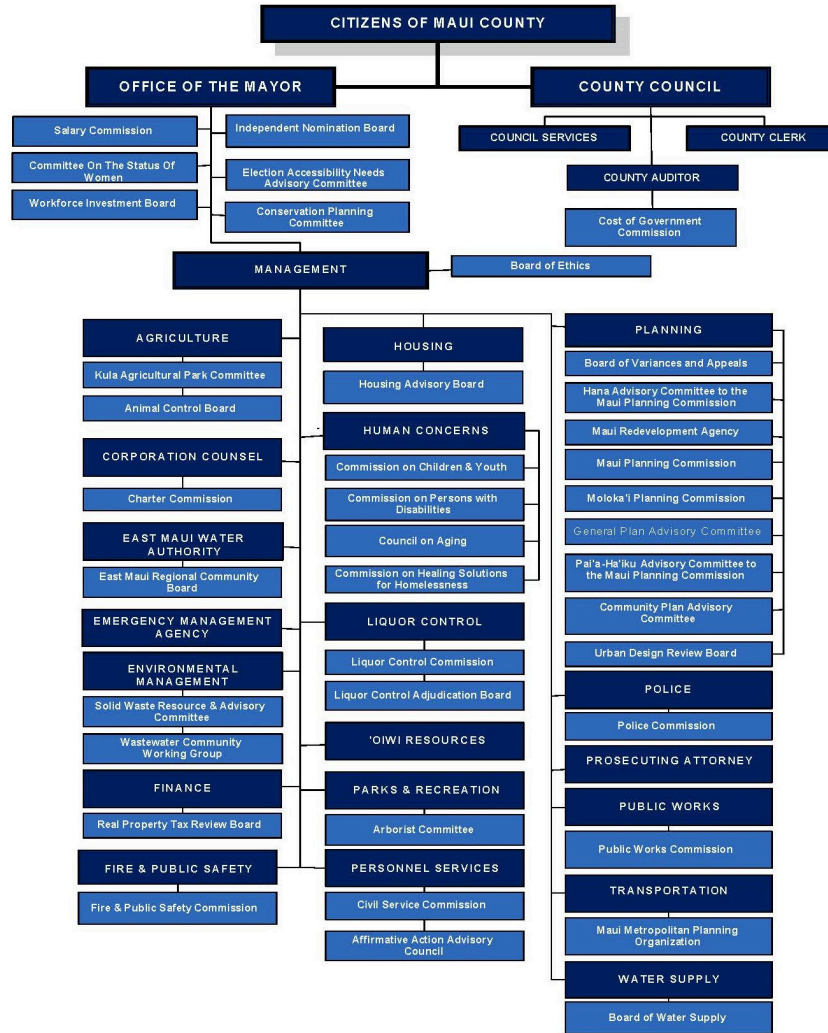 CITIZENS OF MAUI COUNTY
OFFICE OF THE MAYOR
COUNTY COUNCIL
Salary Commission
Independent Nomination Board
Committee On The Status Of
Women
Election Accessibility Needs
Advisory Committee
Workforce Investment Board
Conservation Planning
Committee
COUNCIL SERVICES
COUNTY CLERK
COUNTY AUDITOR
Cost of Government
Commission
MANAGEMENT
Board of Ethics
AGRICULTURE
Kula Agricultural Park Committee
Animal Control Board
CORPORATION COUNSEL
Charter Commission
EAST MAUI WATER
AUTHORITY
East Maui Regional Community
Board
EMERGENCY MANAGEMENT
AGENCY
ENVIRONMENTAL
MANAGEMENT
Solid Waste Resource & Advisory
Committee
Wastewater Community
Working Group
FINANCE
Real Property Tax Review Board
FIRE & PUBLIC SAFETY
Fire & Public Safety Commission
HOUSING
Housing Advisory Board
HUMAN CONCERNS
Commission on Children & Youth
Commission on Persons with
Disabilities
Council on Aging
Commission on Healing Solutions
for Homelessness
LIQUOR CONTROL
Liquor Control Commission
Liquor Control Adjudication Board
'OIWI RESOURCES
PARKS & RECREATION
Arborist Committee
PERSONNEL SERVICES
Civil Service Commission
Affirmative Action Advisory
Council
PLANNING
Board of Variances and Appeals
Hana Advisory Committee to the
Maui Planning Commission
Maui Redevelopment Agency
Maui Planning Commission
Moloka'i Planning Commission
General Plan Advisory Committee
Pai'a-Ha'iku Advisory Committee to
the Maui Planning Commission
Community Plan Advisory
Committee
Urban Design Review Board
POLICE
Police Commission
PROSECUTING ATTORNEY
PUBLIC WORKS
Public Works Commission
TRANSPORTATION
Maui Metropolitan Planning
Organization
WATER SUPPLY
Board of Water Supply